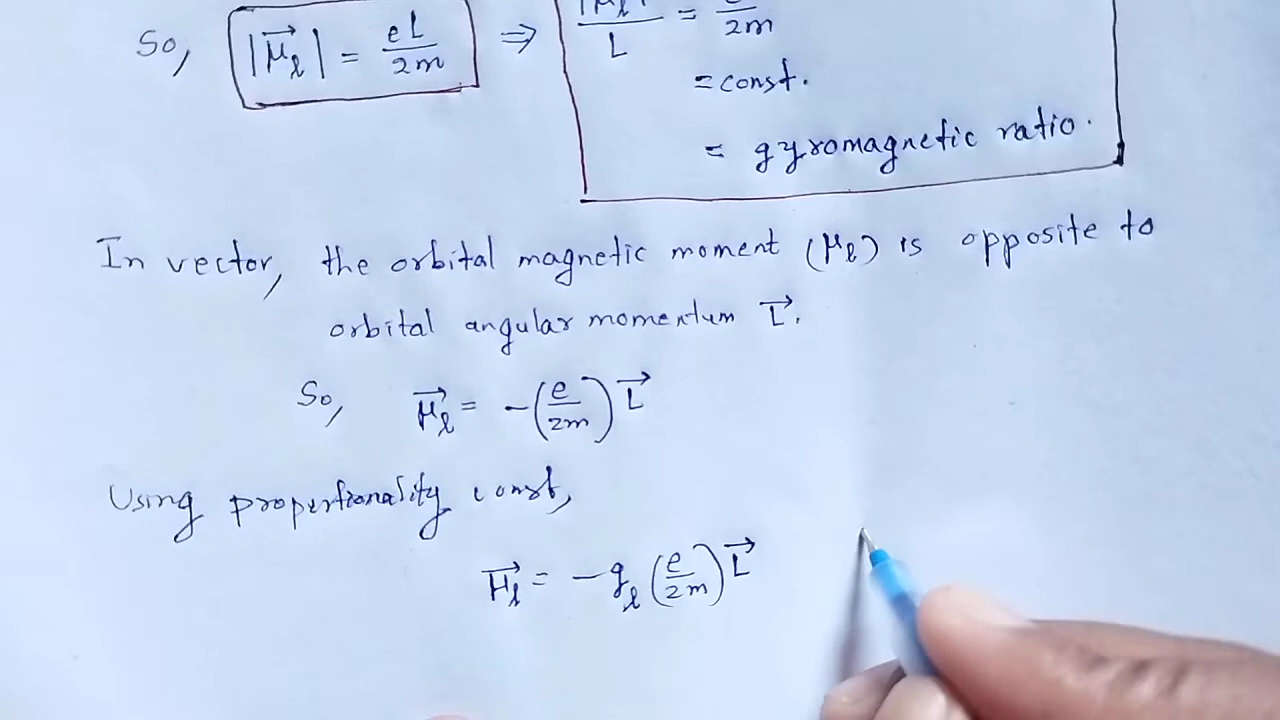 So, |μ⃗ₗ| = eL/2m ⇒ |μ⃗ₗ|/L = e/2m
= const.
= gyromagnetic ratio.
In vector, the orbital magnetic moment (μₗ) is opposite to
orbital angular momentum L⃗.
So, μ⃗ₗ = -(e/2m) L⃗
Using proportionality const,
μ⃗ₗ = -gₗ (e/2m) L⃗